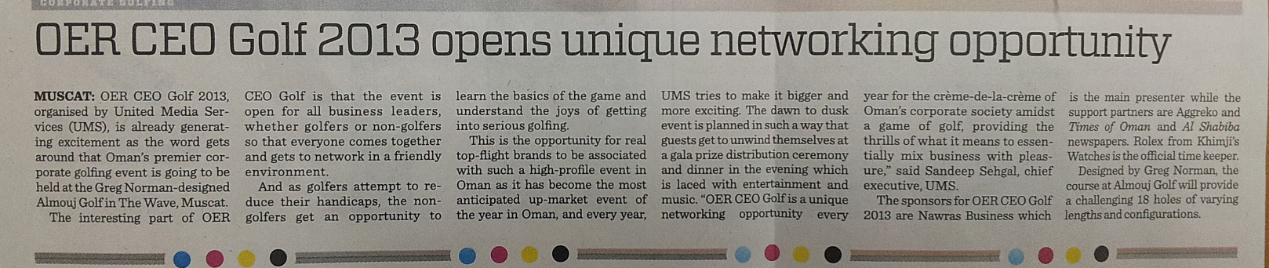 CORPORATE GOLFING
OER CEO Golf 2013 opens unique networking opportunity
MUSCAT: OER CEO Golf 2013,
organised by United Media Ser-
vices (UMS), is already generat-
ing excitement as the word gets
around that Oman's premier cor-
porate golfing event is going to be
held at the Greg Norman-designed
Almouj Golf in The Wave, Muscat.
The interesting part of OER
CEO Golf is that the event is
open for all business leaders,
whether golfers or non-golfers
so that everyone comes together
and gets to network in a friendly
environment.
And as golfers attempt to re-
duce their handicaps, the non-
golfers get an opportunity to
learn the basics of the game and
understand the joys of getting
into serious golfing.
This is the opportunity for real
top-flight brands to be associated
with such a high-profile event in
Oman as it has become the most
anticipated up-market event of
the year in Oman, and every year,
UMS tries to make it bigger and
more exciting. The dawn to dusk
event is planned in such a way that
guests get to unwind themselves at
a gala prize distribution ceremony
and dinner in the evening which
is laced with entertainment and
music. "OER CEO Golf is a unique
networking opportunity every
year for the crème-de-la-crème of
Oman's corporate society amidst
a game of golf, providing the
thrills of what it means to essen-
tially mix business with pleas-
ure," said Sandeep Sehgal, chief
executive, UMS.
The sponsors for OER CEO Golf
2013 are Nawras Business which
is the main presenter while the
support partners are Aggreko and
Times of Oman and Al Shabiba
newspapers. Rolex from Khimji's
Watches is the official time keeper.
Designed by Greg Norman, the
course at Almouj Golf will provide
a challenging 18 holes of varying
lengths and configurations.